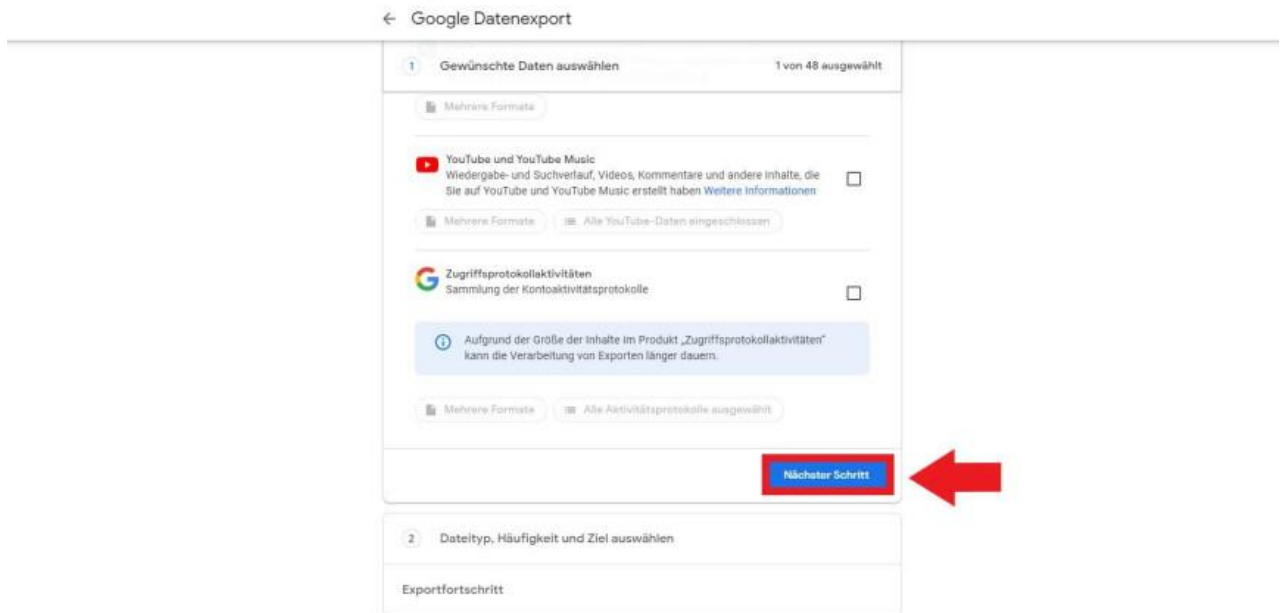 Google Datenexport
1 Gewünschte Daten auswählen 1 von 48 ausgewählt
Mehrere Formate
YouTube und YouTube Music
Wiedergabe- und Suchverlauf, Videos, Kommentare und andere Inhalte, die
Sie auf YouTube und YouTube Music erstellt haben Weitere Informationen
Mehrere Formate Alle YouTube-Daten eingeschlossen
Zugriffsprotokollaktivitäten
Sammlung der Kontoaktivitätsprotokolle
Aufgrund der Größe der Inhalte im Produkt „Zugriffsprotokollaktivitäten"
kann die Verarbeitung von Exporten länger dauern.
Mehrere Formate Alle Aktivitätsprotokolle ausgewählt
Nächster Schritt
2 Dateityp, Häufigkeit und Ziel auswählen
Exportfortschritt